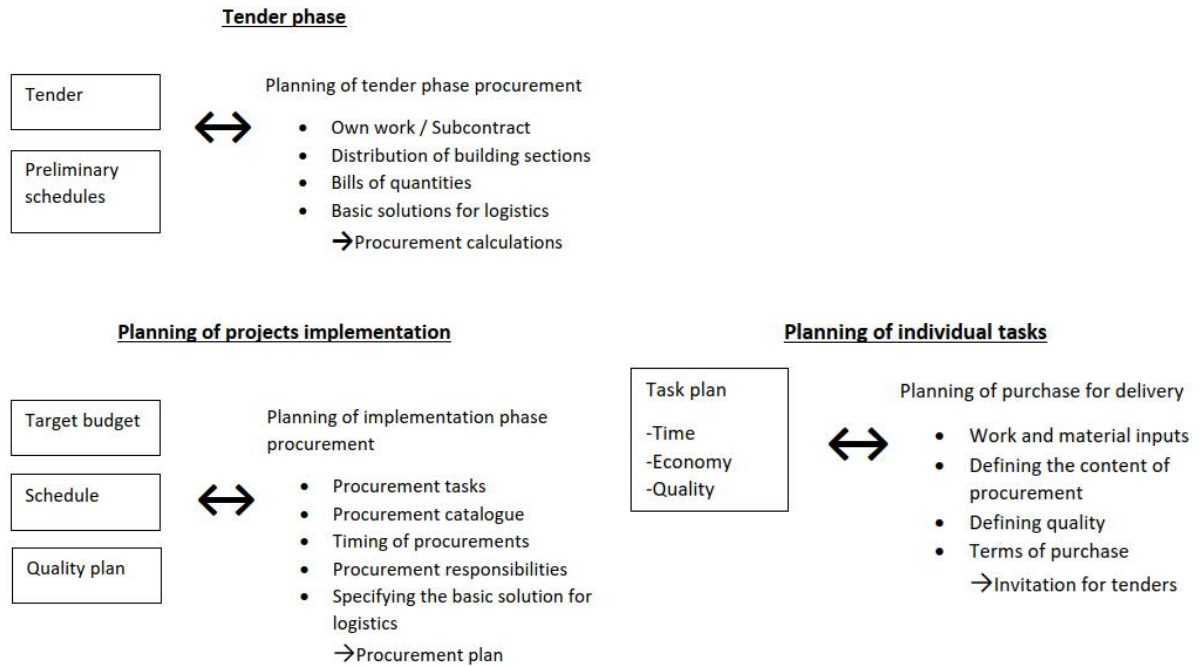 Tender phase
Tender
Preliminary
schedules
Planning of tender phase procurement
• Own work / Subcontract
• Distribution of building sections
• Bills of quantities
• Basic solutions for logistics
→Procurement calculations
Planning of projects implementation
Target budget
Schedule
Quality plan
Planning of implementation phase
procurement
• Procurement tasks
• Procurement catalogue
• Timing of procurements
• Procurement responsibilities
• Specifying the basic solution for
logistics
→Procurement plan
Planning of individual tasks
Task plan
-Time
-Economy
-Quality
Planning of purchase for delivery
• Work and material inputs
• Defining the content of
procurement
• Defining quality
• Terms of purchase
→Invitation for tenders